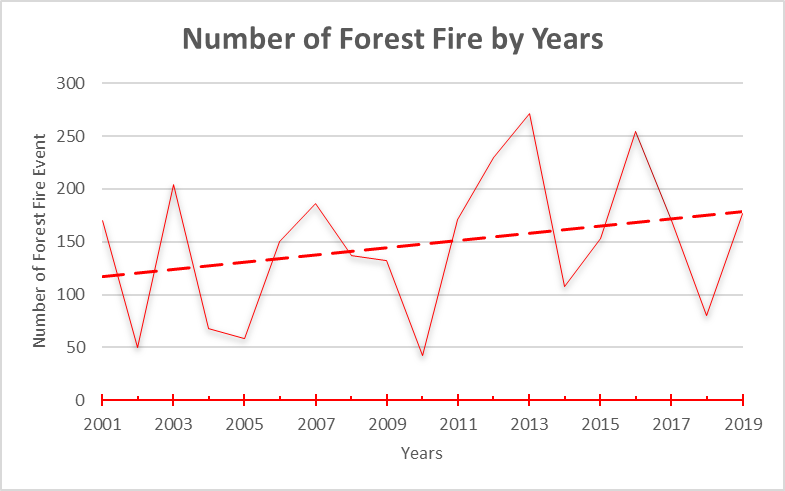 Number of Forest Fire by Years
Number of Forest Fire Event
300
250
200
150
100
50
0
2001 2003 2005 2007 2009 2011 2013 2015 2017 2019
Years